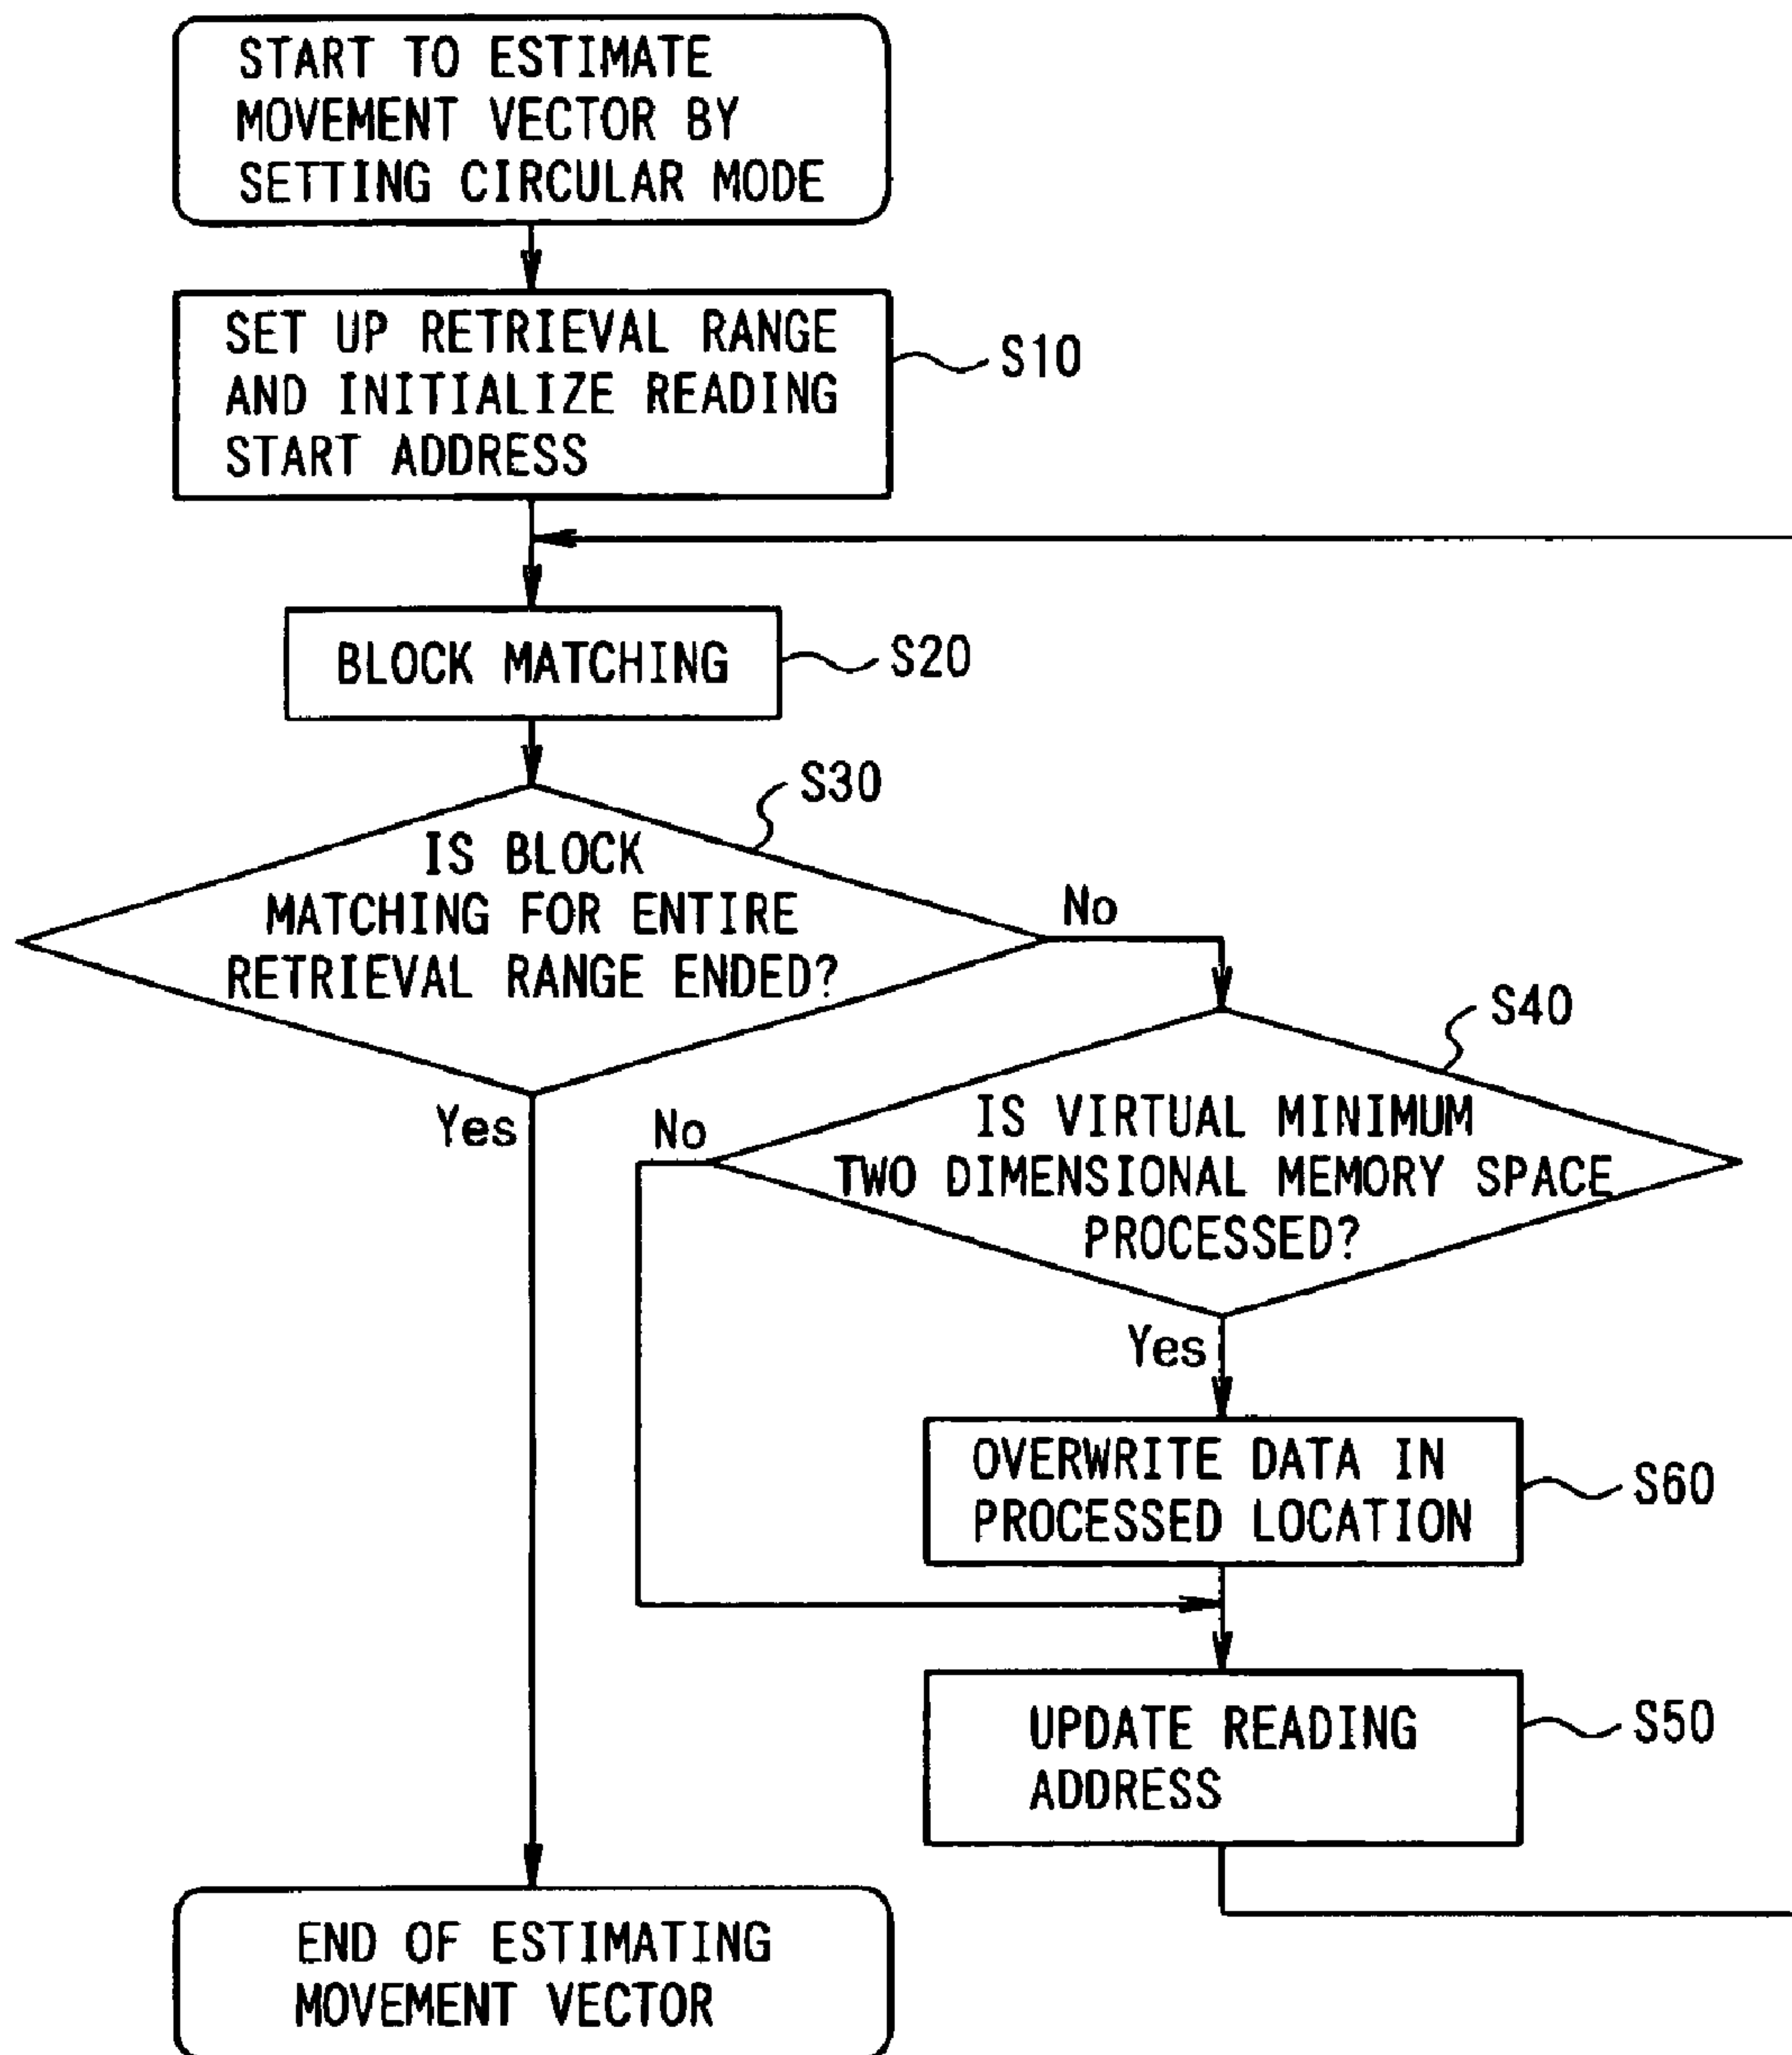 START TO ESTIMATE
MOVEMENT VECTOR BY
SETTING CIRCULAR MODE
SET UP RETRIEVAL RANGE
AND INITIALIZE READING
START ADDRESS
S10
BLOCK MATCHING
S20
S30
IS BLOCK
MATCHING FOR ENTIRE
RETRIEVAL RANGE ENDED?
No
Yes
S40
IS VIRTUAL MINIMUM
TWO DIMENSIONAL MEMORY SPACE
PROCESSED?
No
Yes
OVERWRITE DATA IN
PROCESSED LOCATION
S60
UPDATE READING
ADDRESS
S50
END OF ESTIMATING
MOVEMENT VECTOR